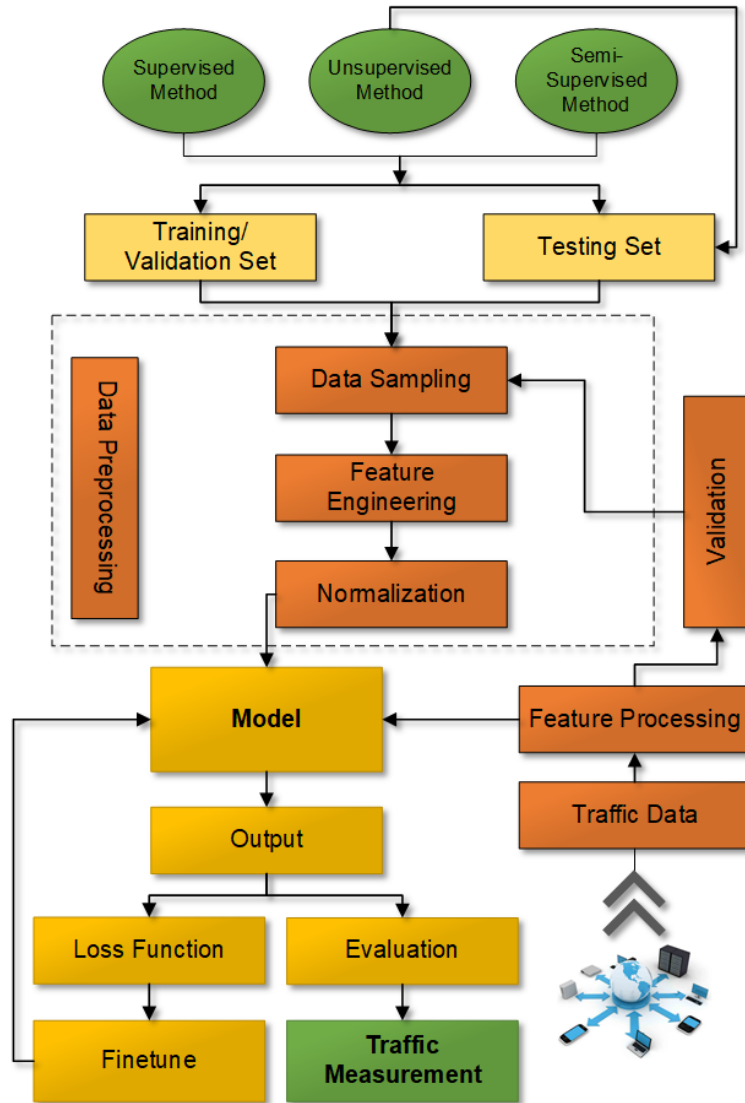 Supervised
Method
Unsupervised
Method
Semi-
Supervised
Method
Training/
Validation Set
Testing Set
Data Preprocessing
Data Sampling
Feature
Engineering
Normalization
Validation
Model
Feature Processing
Output
Traffic Data
Loss Function
Evaluation
Finetune
Traffic
Measurement